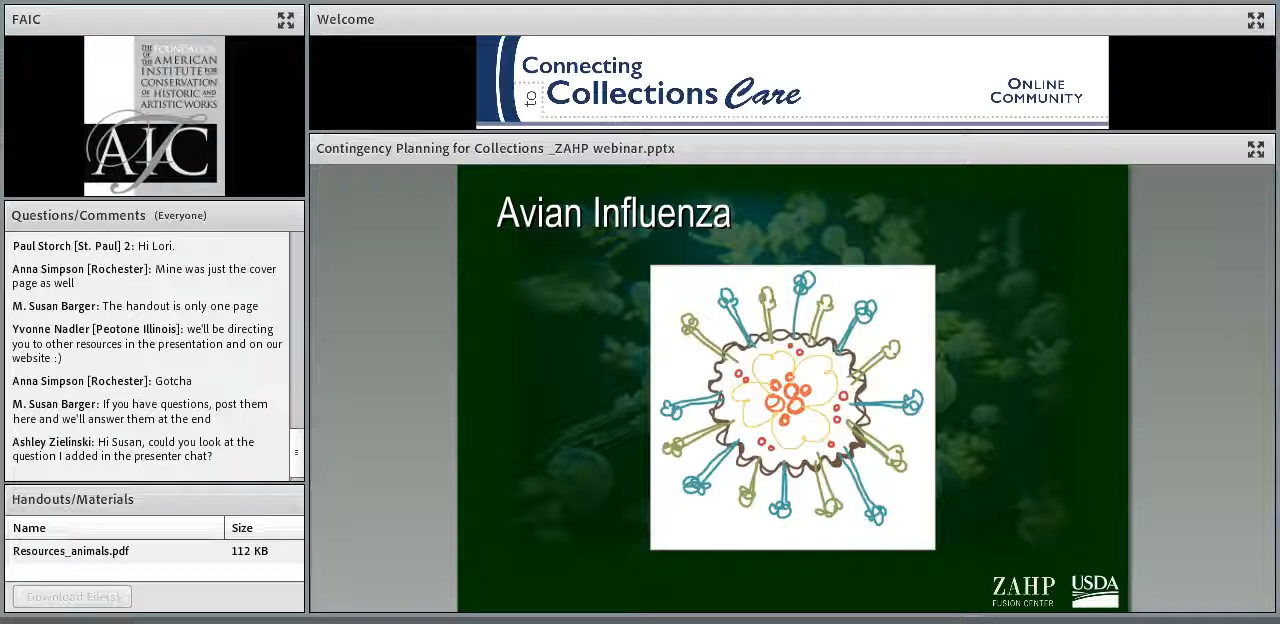 FAIC
THE FOUNDATION
OF THE AMERICAN
INSTITUTE FOR
CONSERVATION
OF HISTORIC AND
ARTISTIC WORKS
AIC
Questions/Comments (Everyone)
Paul Storch [St. Paul] 2: Hi Lori.
Anna Simpson [Rochester]: Mine was just the cover
page as well
M. Susan Barger: The handout is only one page
Yvonne Nadler [Peotone Illinois]: we'll be directing
you to other resources in the presentation and on our
website :)
Anna Simpson [Rochester]: Gotcha
M. Susan Barger: If you have questions, post them
here and we'll answer them at the end
Ashley Zielinski: Hi Susan, could you look at the
question I added in the presenter chat?
Handouts/Materials
Name Size
Resources_animals.pdf 112 KB
Download File(s)
Welcome
Connecting
to Collections Care
ONLINE
COMMUNITY
Contingency Planning for Collections _ZAHP webinar.pptx
Avian Influenza
ZAHP
FUSION CENTER
USDA